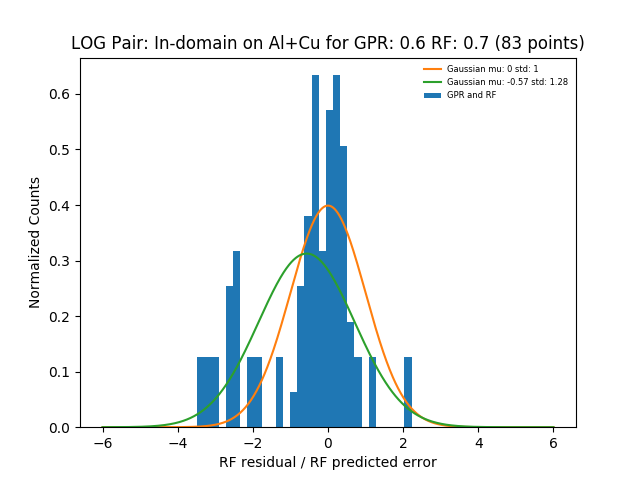 LOG Pair: In-domain on Al+Cu for GPR: 0.6 RF: 0.7 (83 points)
Gaussian mu: 0 std: 1
Gaussian mu: -0.57 std: 1.28
GPR and RF
Normalized Counts
0.6
0.5
0.4
0.3
0.2
0.1
0.0
−6 −4 −2 0 2 4 6
RF residual / RF predicted error